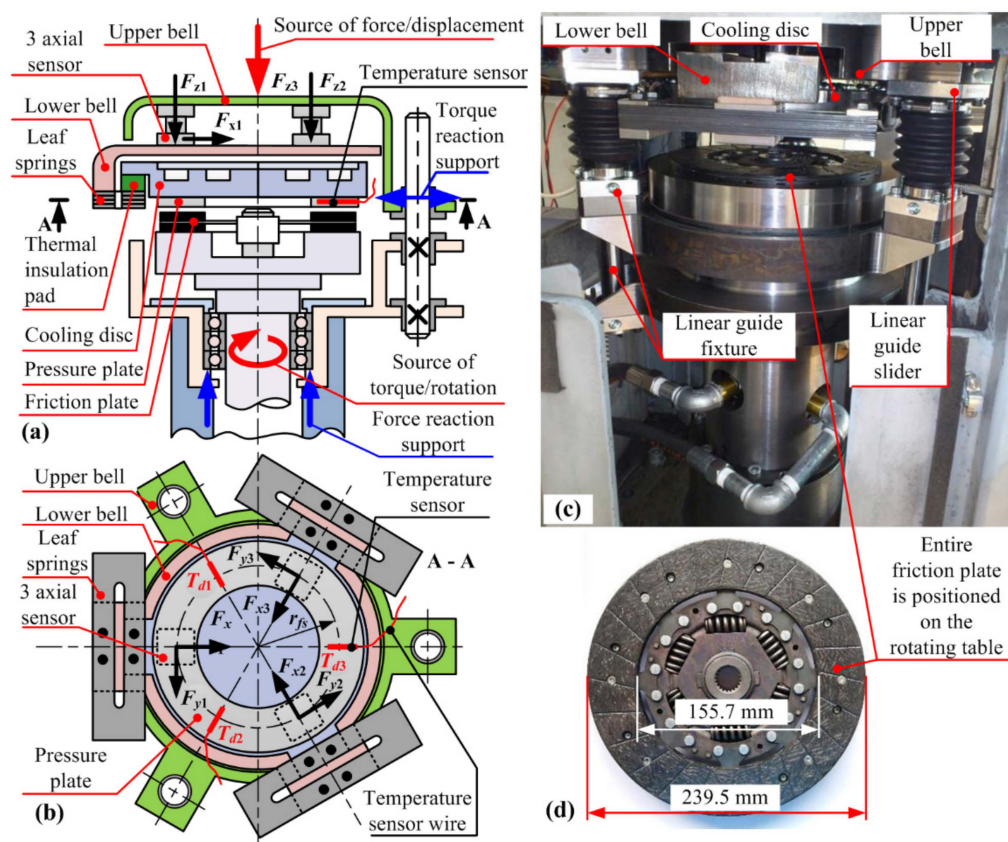 3 axial
sensor
Upper bell
Source of force/displacement
Temperature sensor
Fz1
Fz3
Fz2
Fx1
Lower bell
Leaf
springs
Torque
reaction
support
A
A
Thermal
insulation
pad
Cooling disc
Pressure plate
Friction plate
Source of
torque/rotation
Force reaction
support
(a)
Upper bell
Lower bell
Leaf
springs
3 axial
sensor
Temperature
sensor
A - A
Fy3
Td1
Fx3
rfs
Fx
Td3
Fx2
Fy2
Fy1
Td2
Pressure
plate
Temperature
sensor wire
(b)
Lower bell
Cooling disc
Upper
bell
Linear guide
fixture
Linear
guide
slider
(c)
Entire
friction plate
is positioned
on the
rotating table
155.7 mm
239.5 mm
(d)